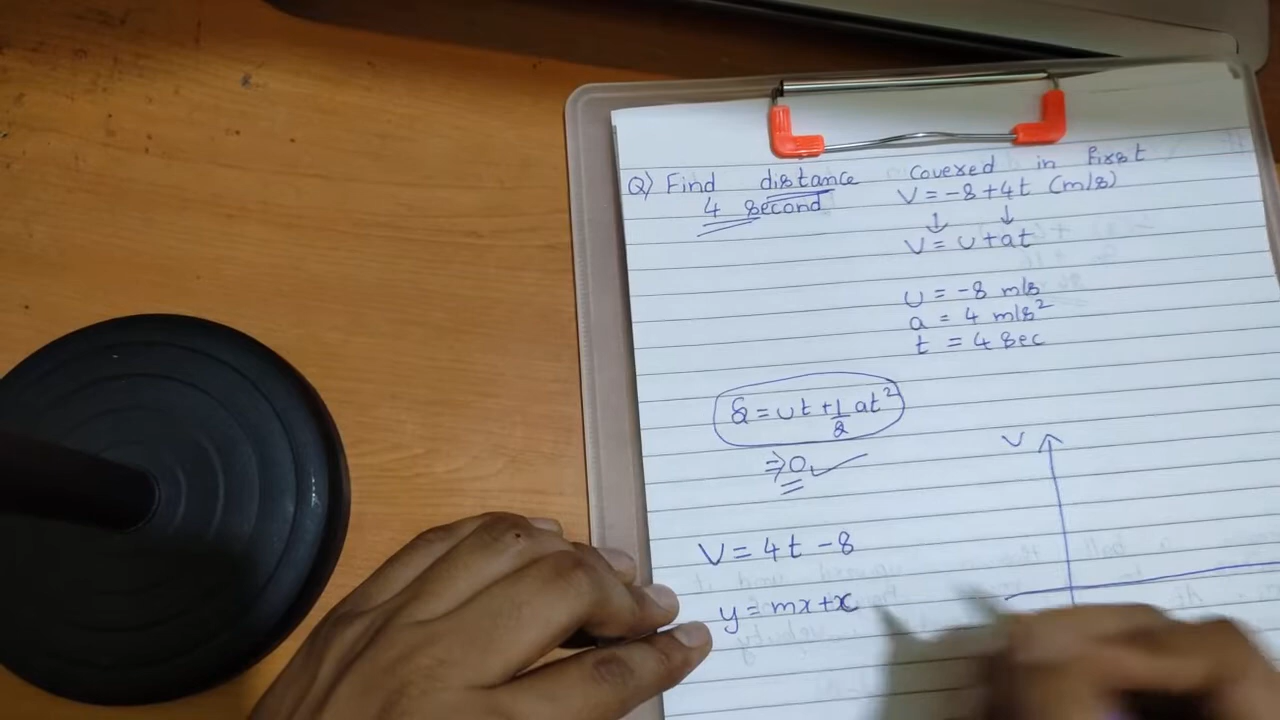 Q) Find distance covered in first
4 second
V = -8 + 4t (m/s)
V = u + at
u = -8 m/s
a = 4 m/s²
t = 4 sec
S = ut + 1/2 at²
⇒ 0 ✓
V
V = 4t - 8
y = mx + c